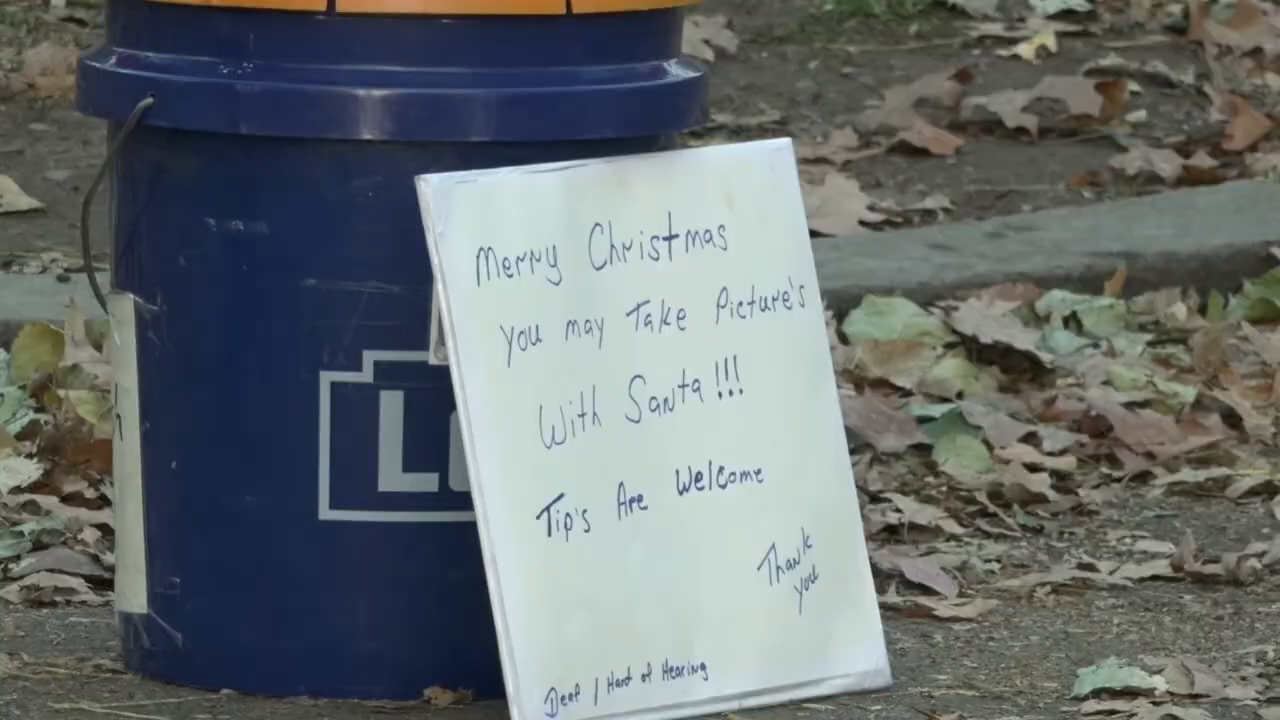 Merry Christmas
you may Take Picture's
With Santa!!!
Tip's Are Welcome
Thank
you
Deaf / Hard of Hearing